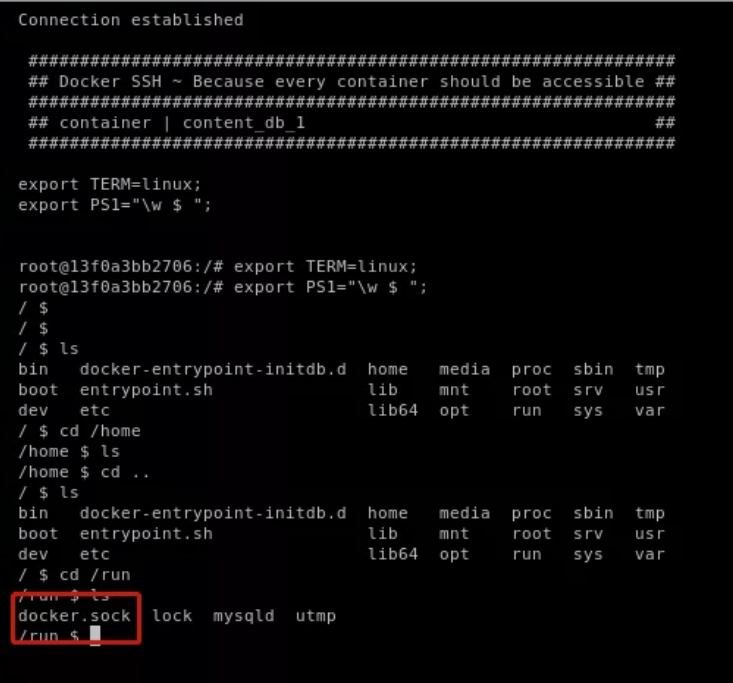 Connection established
###############################################################
## Docker SSH ~ Because every container should be accessible ##
###############################################################
## container | content_db_1                                  ##
###############################################################
export TERM=linux;
export PS1="\w $ ";
root@13f0a3bb2706:/# export TERM=linux;
root@13f0a3bb2706:/# export PS1="\w $ ";
/ $
/ $
/ $ ls
bin   docker-entrypoint-initdb.d  home   media  proc  sbin  tmp
boot  entrypoint.sh               lib    mnt    root  srv   usr
dev   etc                         lib64  opt    run   sys   var
/ $ cd /home
/home $ ls
/home $ cd ..
/ $ ls
bin   docker-entrypoint-initdb.d  home   media  proc  sbin  tmp
boot  entrypoint.sh               lib    mnt    root  srv   usr
dev   etc                         lib64  opt    run   sys   var
/ $ cd /run
/run $ ls
docker.sock  lock  mysqld  utmp
/run $